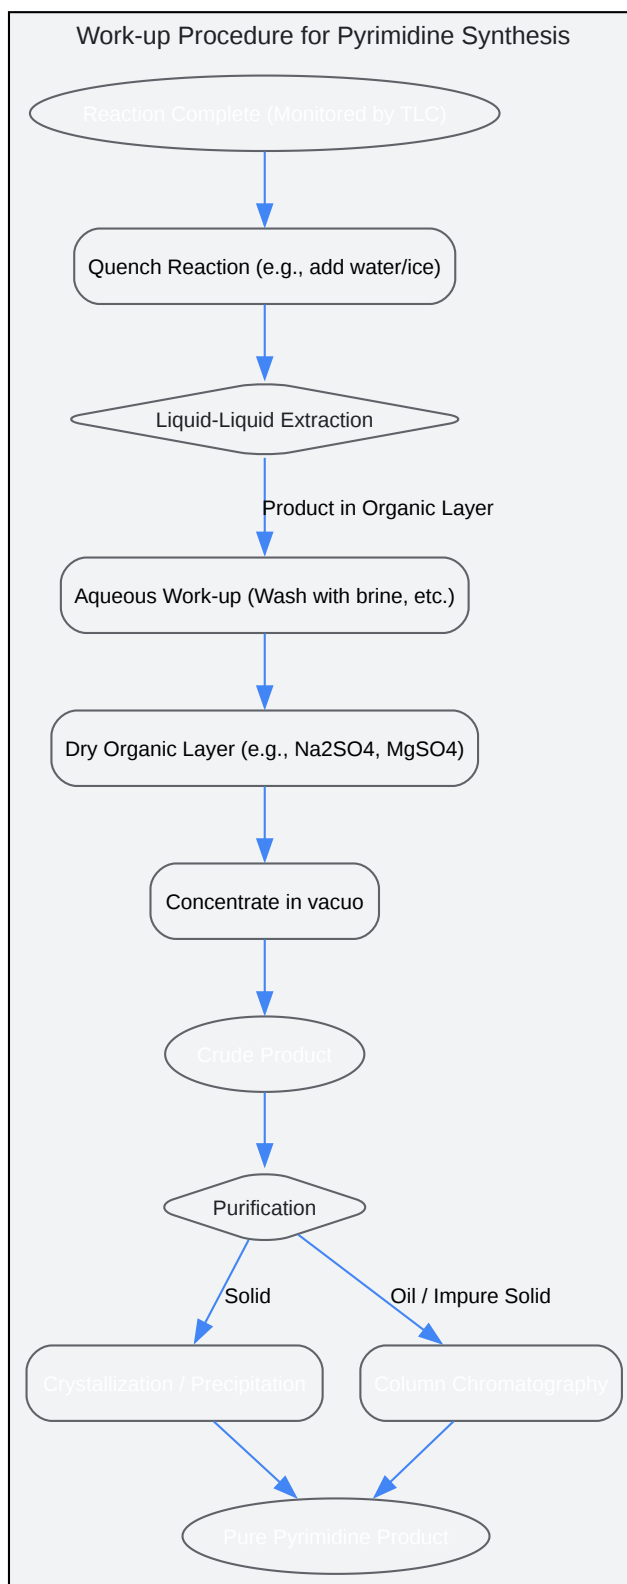 Work-up Procedure for Pyrimidine Synthesis
Reaction Complete (Monitored by TLC)
Quench Reaction (e.g., add water/ice)
Liquid-Liquid Extraction
Product in Organic Layer
Aqueous Work-up (Wash with brine, etc.)
Dry Organic Layer (e.g., Na2SO4, MgSO4)
Concentrate in vacuo
Crude Product
Purification
Solid
Oil / Impure Solid
Crystallization / Precipitation
Column Chromatography
Pure Pyrimidine Product